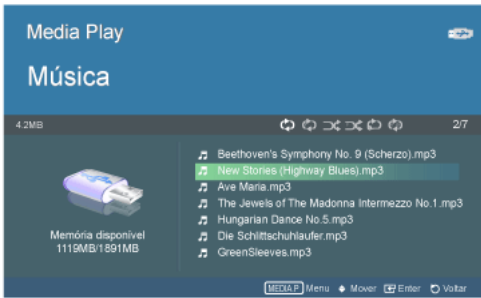 Media Play
Música
4.2MB
2/7
Beethoven's Symphony No. 9 (Scherzo).mp3
New Stories (Highway Blues).mp3
Ave Maria.mp3
The Jewels of The Madonna Intermezzo No.1.mp3
Hungarian Dance No.5.mp3
Die Schlittschuhlaufer.mp3
GreenSleeves.mp3
Memória disponível
1119MB/1891MB
MEDIA.P Menu Mover Enter Voltar